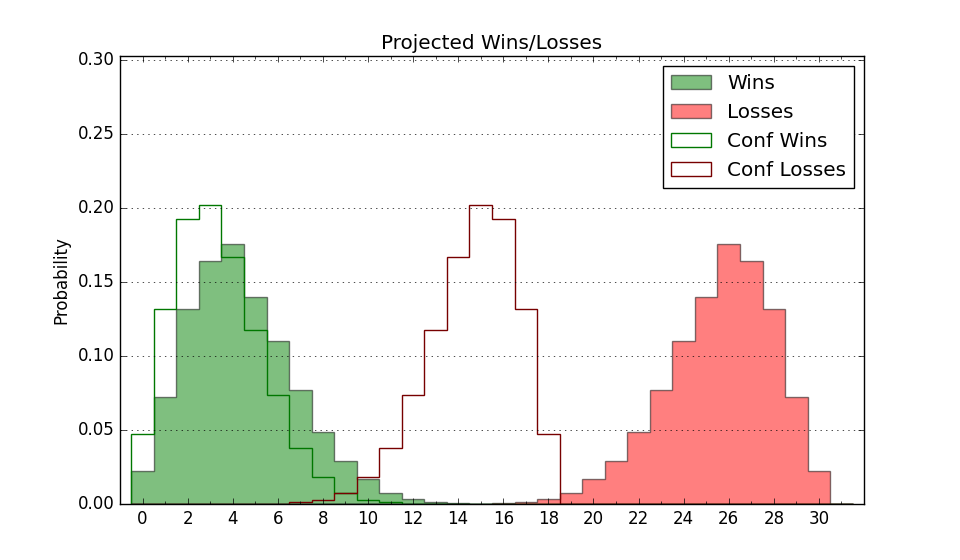 Projected Wins/Losses
0.30
0.25
0.20
0.15
0.10
0.05
0.00
Probability
Wins
Losses
Conf Wins
Conf Losses
0 2 4 6 8 10 12 14 16 18 20 22 24 26 28 30